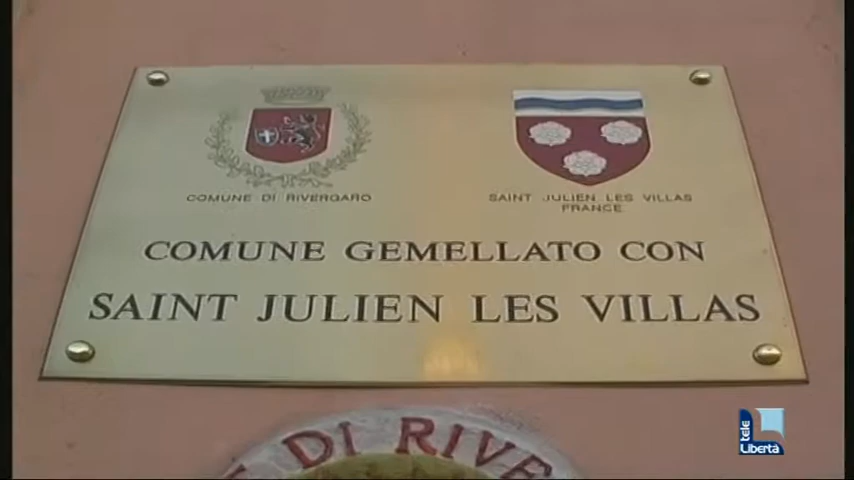 COMUNE DI RIVERGARO
SAINT JULIEN LES VILLAS
FRANCE
COMUNE GEMELLATO CON
SAINT JULIEN LES VILLAS
DI RIVE
tele
Libertà